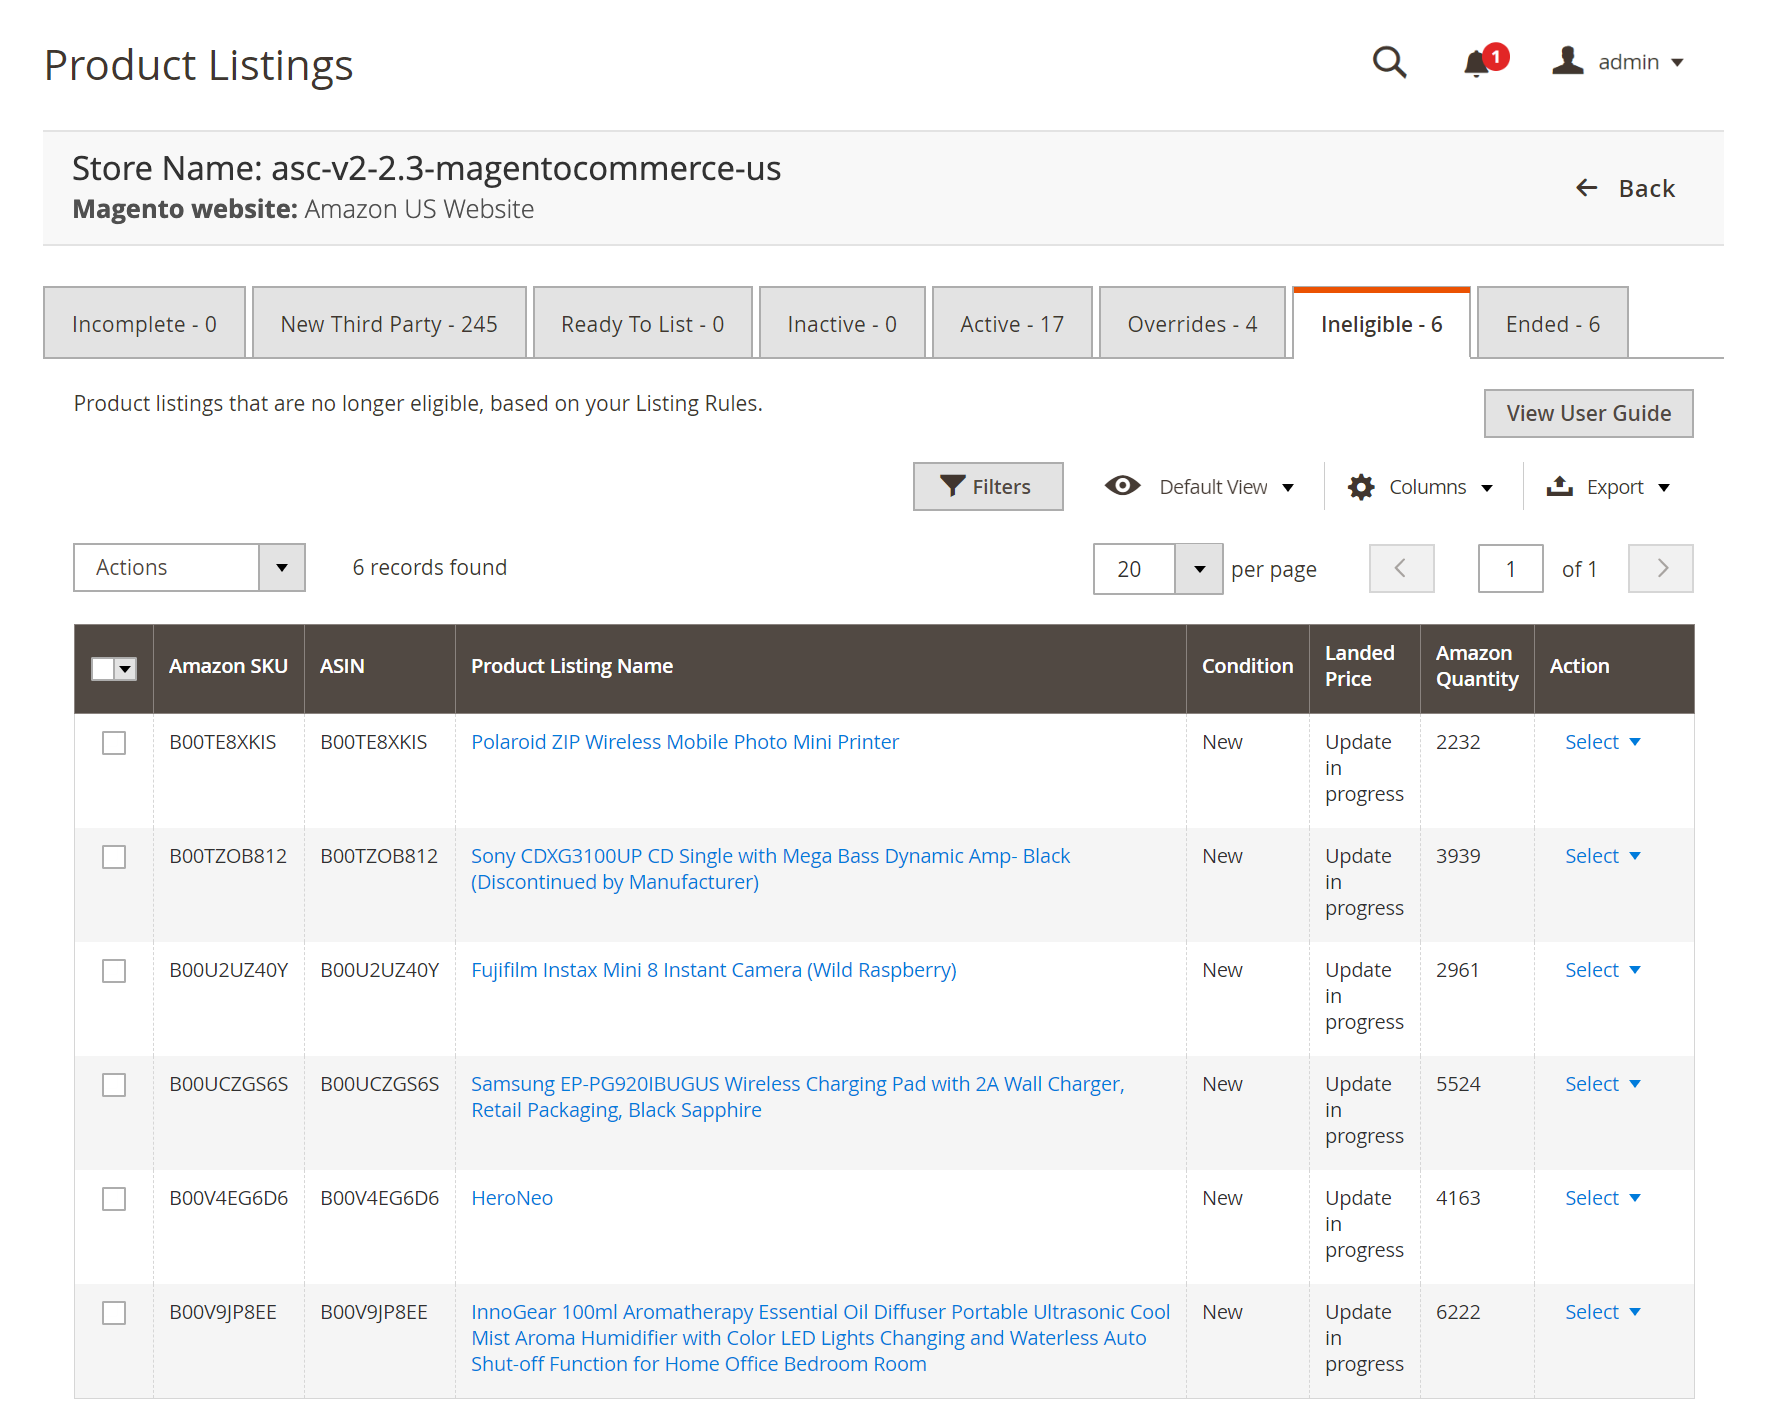 Product Listings
1
admin
Store Name: asc-v2-2.3-magentocommerce-us
Magento website: Amazon US Website
Back
Incomplete - 0
New Third Party - 245
Ready To List - 0
Inactive - 0
Active - 17
Overrides - 4
Ineligible - 6
Ended - 6
Product listings that are no longer eligible, based on your Listing Rules.
View User Guide
Filters
Default View
Columns
Export
Actions
6 records found
20
per page
1
of 1
Amazon SKU
ASIN
Product Listing Name
Condition
Landed
Price
Amazon
Quantity
Action
B00TE8XKIS
B00TE8XKIS
Polaroid ZIP Wireless Mobile Photo Mini Printer
New
Update
in
progress
2232
Select
B00TZOB812
B00TZOB812
Sony CDXG3100UP CD Single with Mega Bass Dynamic Amp- Black
(Discontinued by Manufacturer)
New
Update
in
progress
3939
Select
B00U2UZ40Y
B00U2UZ40Y
Fujifilm Instax Mini 8 Instant Camera (Wild Raspberry)
New
Update
in
progress
2961
Select
B00UCZGS6S
B00UCZGS6S
Samsung EP-PG920IBUGUS Wireless Charging Pad with 2A Wall Charger,
Retail Packaging, Black Sapphire
New
Update
in
progress
5524
Select
B00V4EG6D6
B00V4EG6D6
HeroNeo
New
Update
in
progress
4163
Select
B00V9JP8EE
B00V9JP8EE
InnoGear 100ml Aromatherapy Essential Oil Diffuser Portable Ultrasonic Cool
Mist Aroma Humidifier with Color LED Lights Changing and Waterless Auto
Shut-off Function for Home Office Bedroom Room
New
Update
in
progress
6222
Select